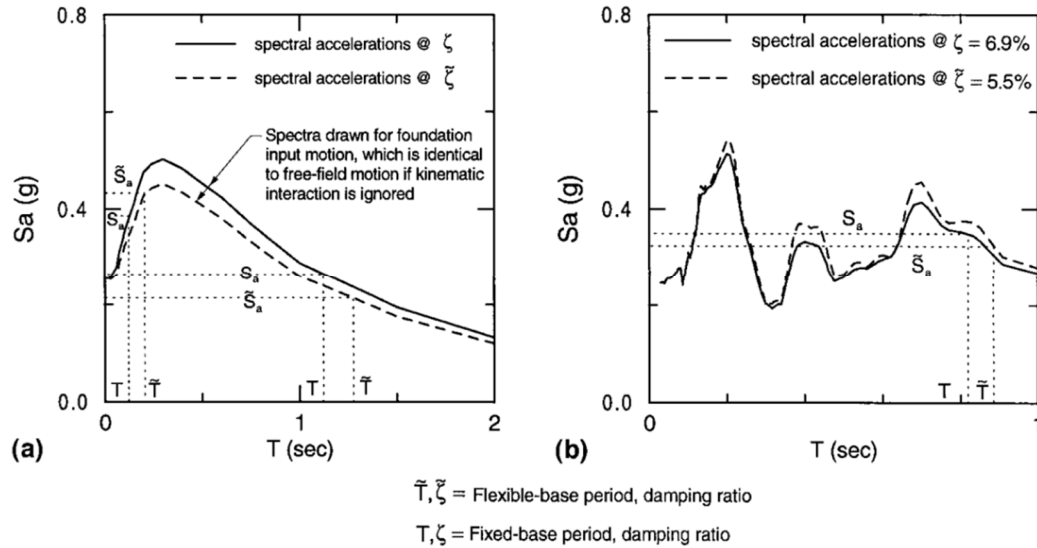 0.8
spectral accelerations @ ζ
spectral accelerations @ ζ̃
Spectra drawn for foundation
input motion, which is identical
to free-field motion if kinematic
interaction is ignored
S̃ₐ
Sₐ
0.4
Sa (g)
Sₐ
S̃ₐ
T T̃
T T̃
0.0
0
1
2
(a)
T (sec)
0.8
spectral accelerations @ ζ = 6.9%
spectral accelerations @ ζ̃ = 5.5%
0.4
Sa (g)
Sₐ
S̃ₐ
T T̃
0.0
0
1
(b)
T (sec)
T̃, ζ̃ = Flexible-base period, damping ratio
T, ζ = Fixed-base period, damping ratio